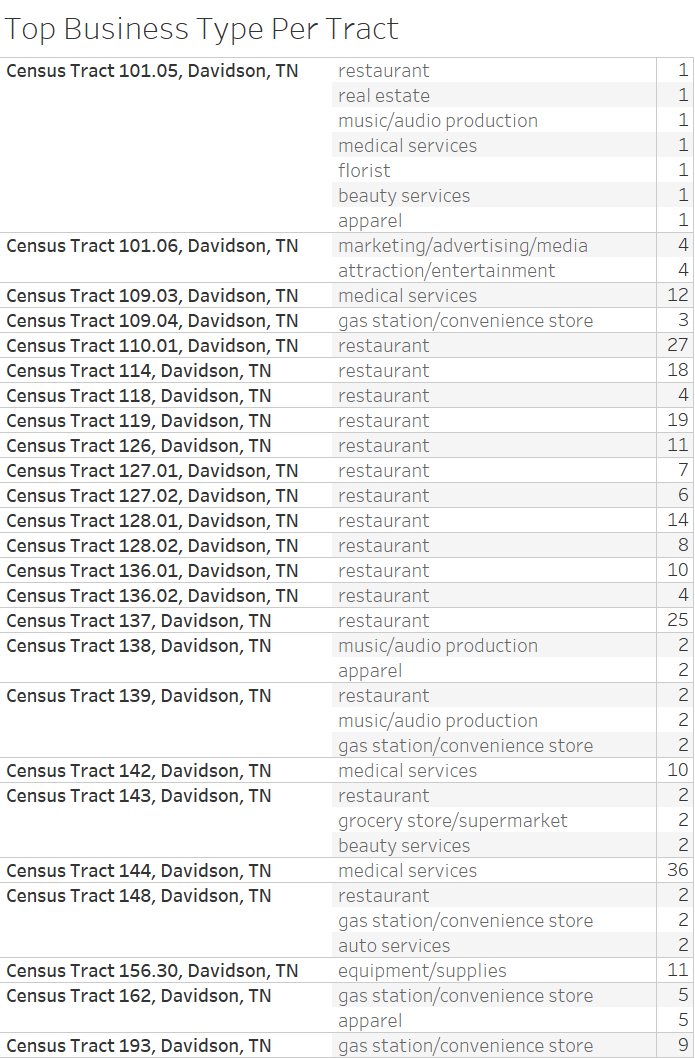 Top Business Type Per Tract
Census Tract 101.05, Davidson, TN restaurant 1
real estate 1
music/audio production 1
medical services 1
florist 1
beauty services 1
apparel 1
Census Tract 101.06, Davidson, TN marketing/advertising/media 4
attraction/entertainment 4
Census Tract 109.03, Davidson, TN medical services 12
Census Tract 109.04, Davidson, TN gas station/convenience store 3
Census Tract 110.01, Davidson, TN restaurant 27
Census Tract 114, Davidson, TN restaurant 18
Census Tract 118, Davidson, TN restaurant 4
Census Tract 119, Davidson, TN restaurant 19
Census Tract 126, Davidson, TN restaurant 11
Census Tract 127.01, Davidson, TN restaurant 7
Census Tract 127.02, Davidson, TN restaurant 6
Census Tract 128.01, Davidson, TN restaurant 14
Census Tract 128.02, Davidson, TN restaurant 8
Census Tract 136.01, Davidson, TN restaurant 10
Census Tract 136.02, Davidson, TN restaurant 4
Census Tract 137, Davidson, TN restaurant 25
Census Tract 138, Davidson, TN music/audio production 2
apparel 2
Census Tract 139, Davidson, TN restaurant 2
music/audio production 2
gas station/convenience store 2
Census Tract 142, Davidson, TN medical services 10
Census Tract 143, Davidson, TN restaurant 2
grocery store/supermarket 2
beauty services 2
Census Tract 144, Davidson, TN medical services 36
Census Tract 148, Davidson, TN restaurant 2
gas station/convenience store 2
auto services 2
Census Tract 156.30, Davidson, TN equipment/supplies 11
Census Tract 162, Davidson, TN gas station/convenience store 5
apparel 5
Census Tract 193, Davidson, TN gas station/convenience store 9